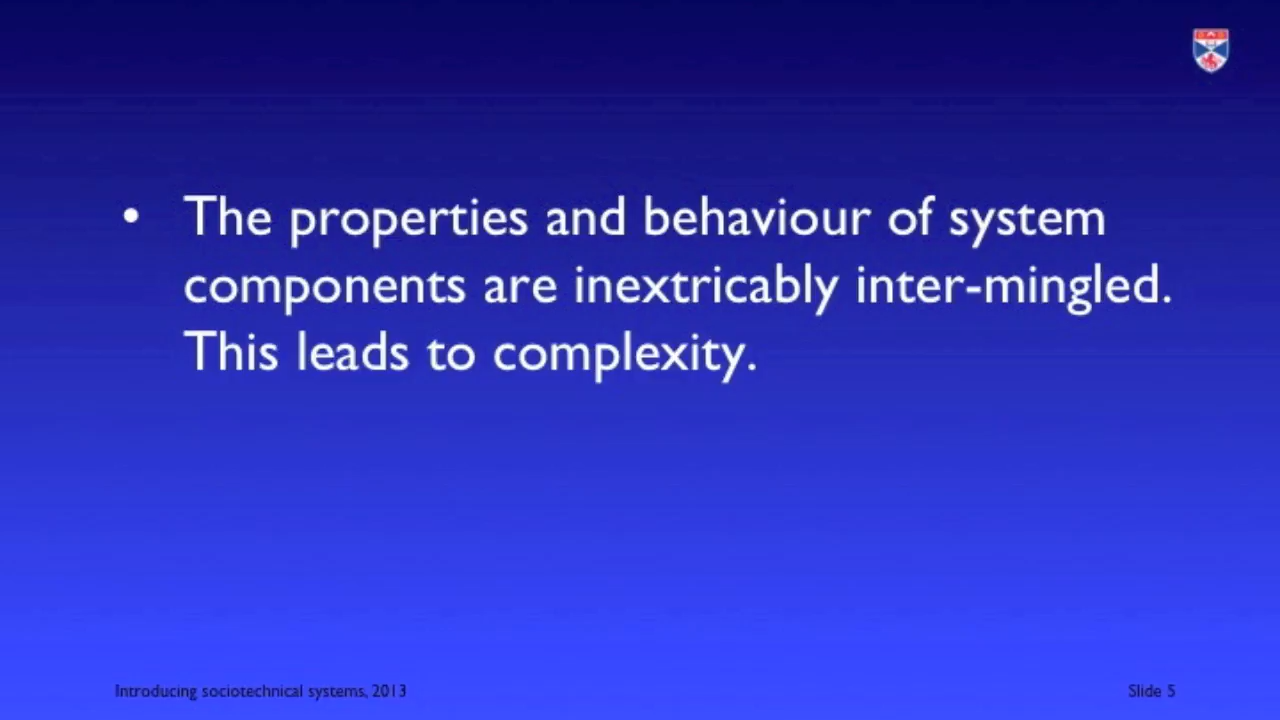 • The properties and behaviour of system
components are inextricably inter-mingled.
This leads to complexity.
Introducing sociotechnical systems, 2013
Slide 5